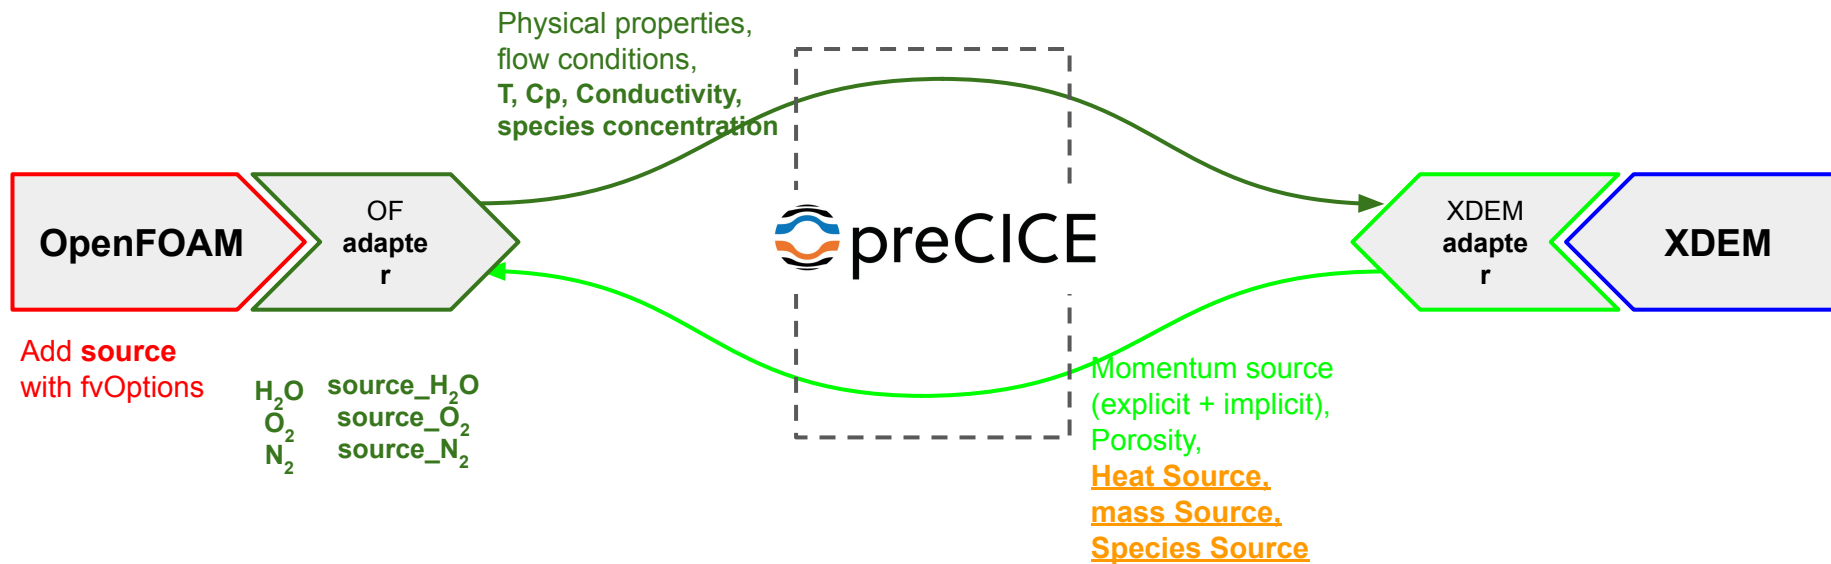 Physical properties,
flow conditions,
T, Cp, Conductivity,
species concentration
OpenFOAM
OF
adapte
r
preCICE
XDEM
adapte
r
XDEM
Add source
with fvOptions
H₂O source_H₂O
O₂ source_O₂
N₂ source_N₂
Momentum source
(explicit + implicit),
Porosity,
Heat Source,
mass Source,
Species Source